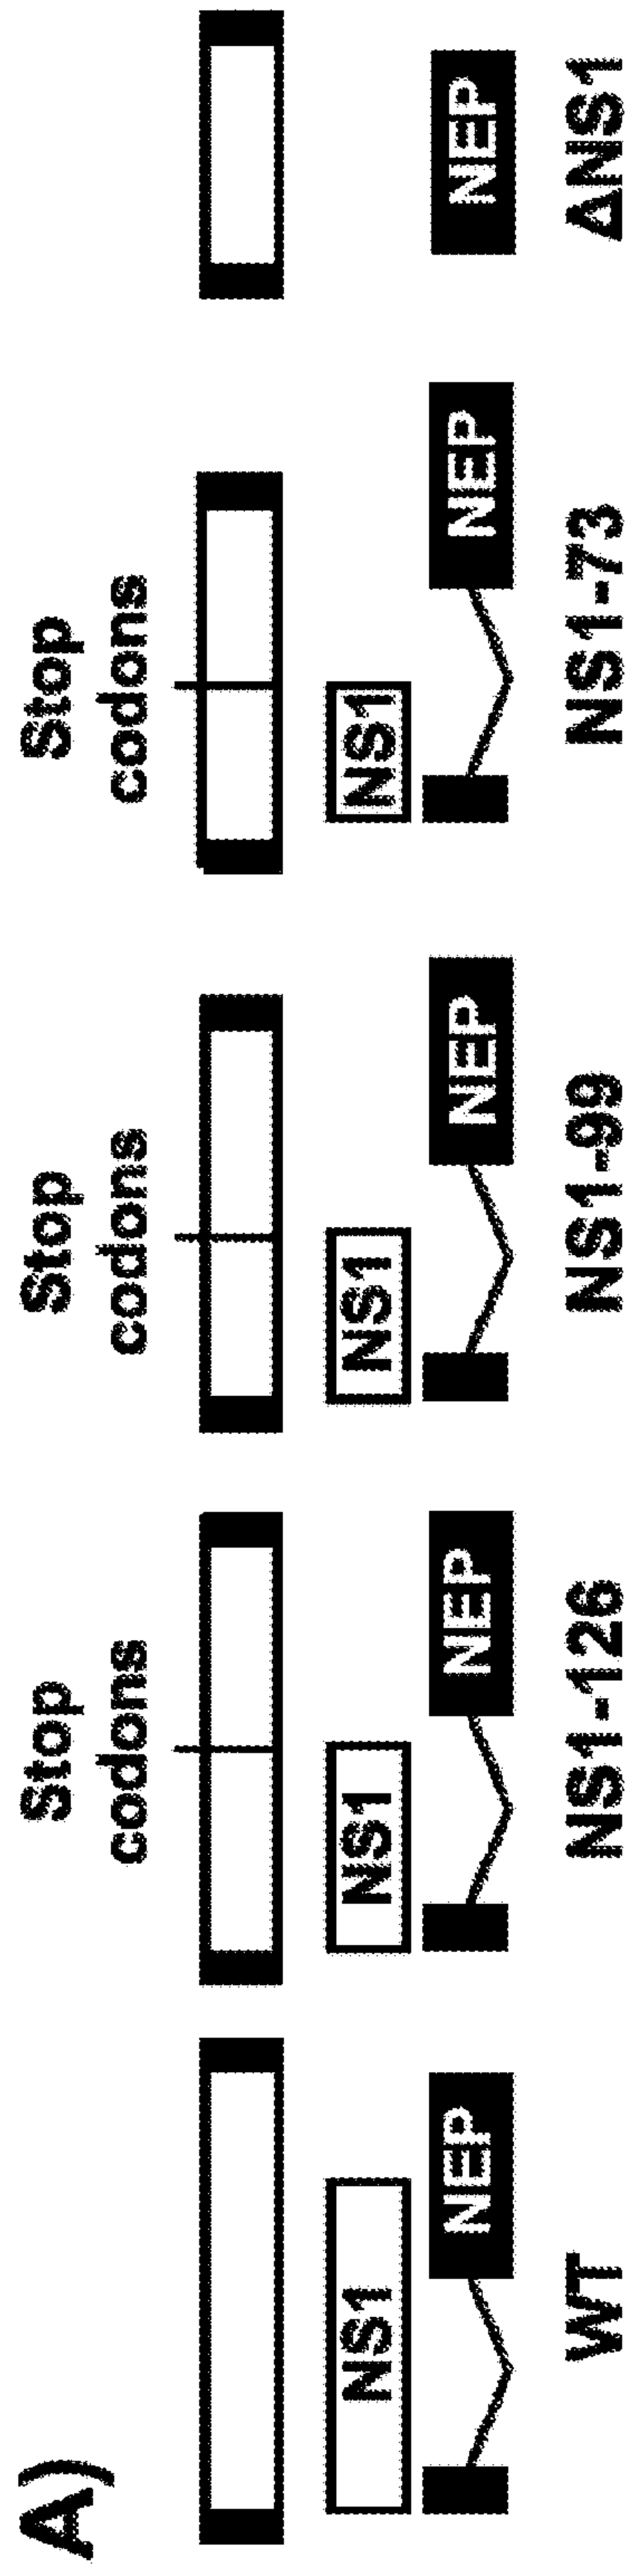 A)
Stop
codons
Stop
codons
Stop
codons
NS1
NS1
NS1
NS1
NEP
NEP
NEP
NEP
NEP
WT
NS1-126
NS1-99
NS1-73
ΔNS1